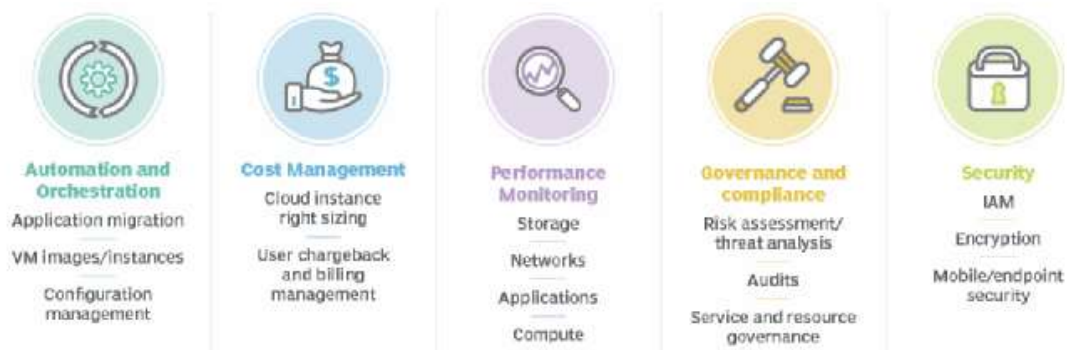 Automation and
Orchestration
Application migration
VM images/instances
Configuration
management
$
Cost Management
Cloud instance
right sizing
User chargeback
and billing
management
Performance
Monitoring
Storage
Networks
Applications
Compute
Governance and
compliance
Risk assessment/
threat analysis
Audits
Service and resource
governance
Security
IAM
Encryption
Mobile/endpoint
security